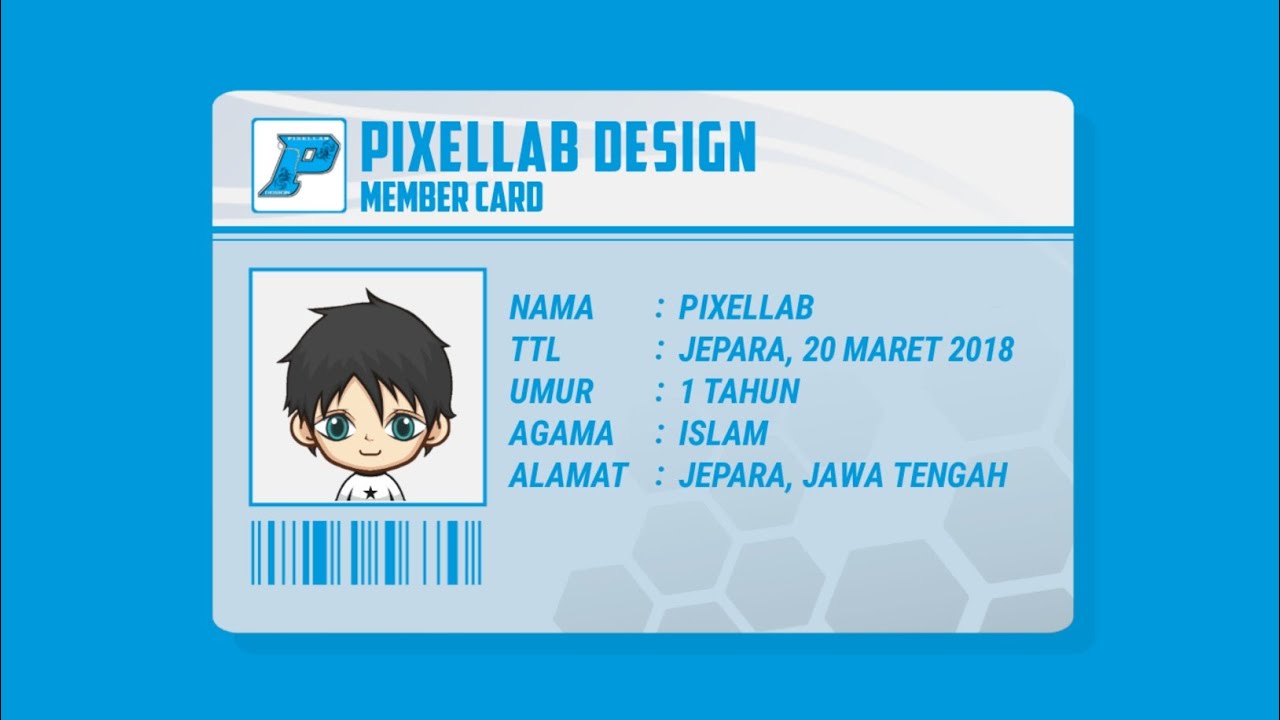 PIXELLAB
DESIGN
PIXELLAB DESIGN
MEMBER CARD
NAMA : PIXELLAB
TTL : JEPARA, 20 MARET 2018
UMUR : 1 TAHUN
AGAMA : ISLAM
ALAMAT : JEPARA, JAWA TENGAH